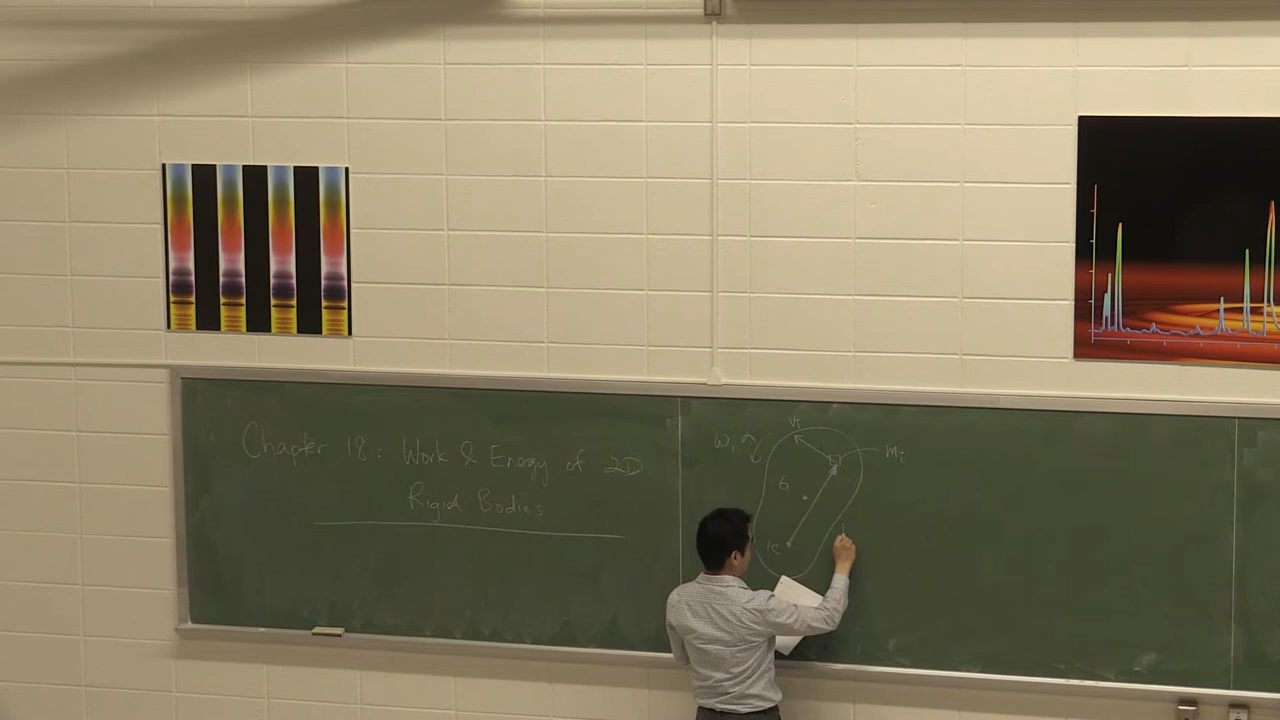 Chapter 18: Work & Energy of 2D
Rigid Bodies
vi
ω,
mi
G
IC